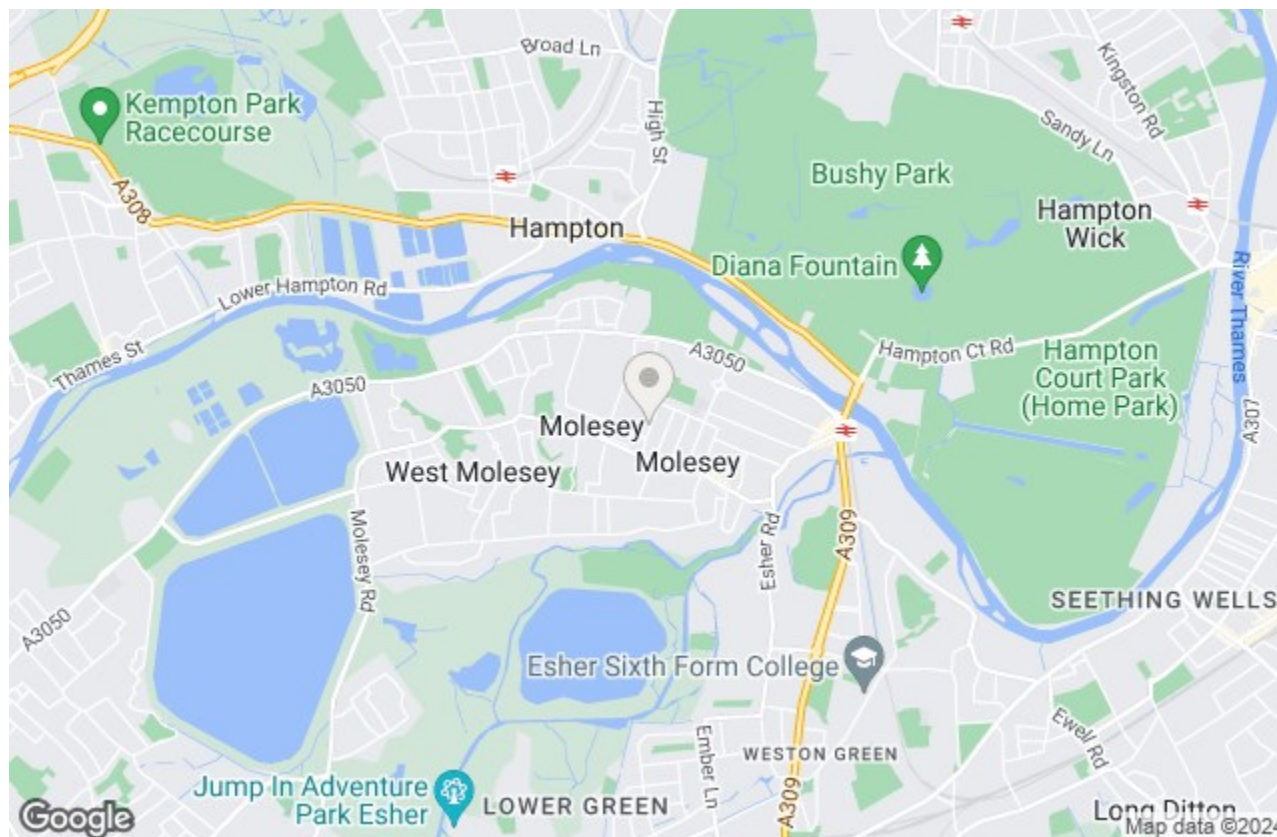 Broad Ln
Kingston Rd
Kempton Park
Racecourse
High St
Sandy Ln
Bushy Park
A308
Hampton
Hampton
Wick
Diana Fountain
River Thames
Lower Hampton Rd
Thames St
A3050
Hampton Ct Rd
Hampton
Court Park
(Home Park)
A3050
A307
Molesey
Molesey
West Molesey
Molesey Rd
Esher Rd
A309
A3050
SEETHING WELLS
Esher Sixth Form College
Ewell Rd
Ember Ln
WESTON GREEN
Jump In Adventure
Park Esher
LOWER GREEN
A309
Long Ditton
Google
Map data ©2024